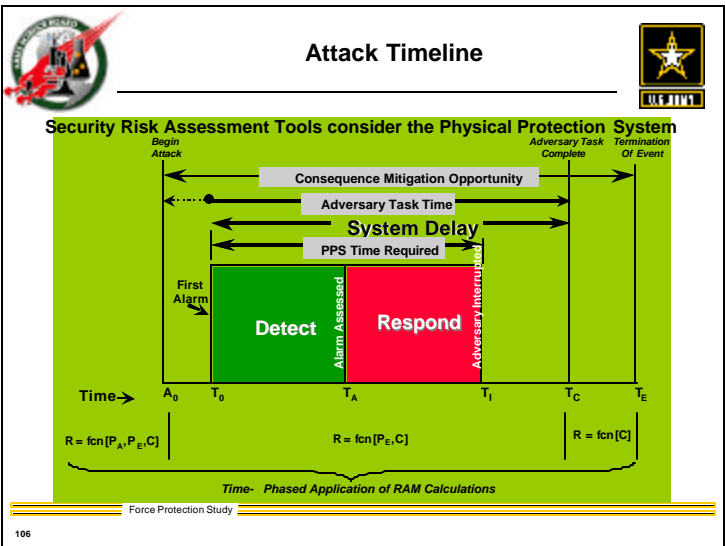 Attack Timeline
U.S. ARMY
Security Risk Assessment Tools consider the Physical Protection System
Begin
Attack
Adversary Task
Complete
Termination
Of Event
Consequence Mitigation Opportunity
Adversary Task Time
System Delay
PPS Time Required
First
Alarm
Detect
Alarm Assessed
Respond
Adversary Interrupted
Time
A0
T0
TA
TI
TC
TE
R = fcn[PA,PE,C]
R = fcn[PE,C]
R = fcn[C]
Time- Phased Application of RAM Calculations
Force Protection Study
106